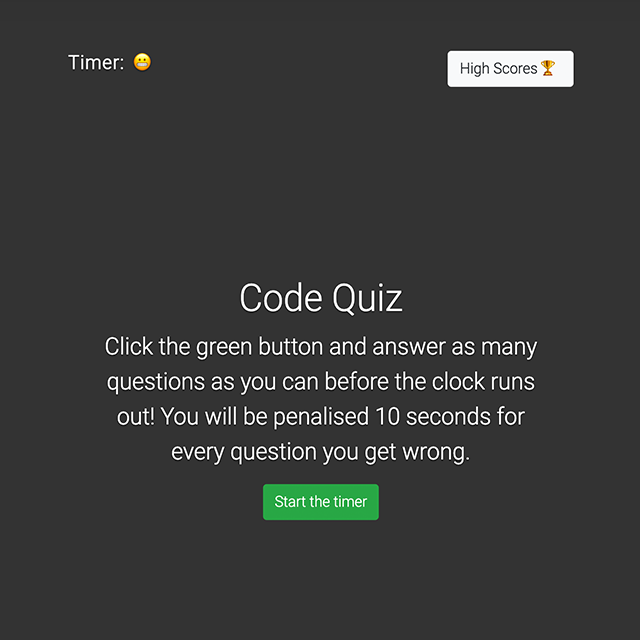 Timer: 😬
High Scores 🏆
Code Quiz
Click the green button and answer as many
questions as you can before the clock runs
out! You will be penalised 10 seconds for
every question you get wrong.
Start the timer